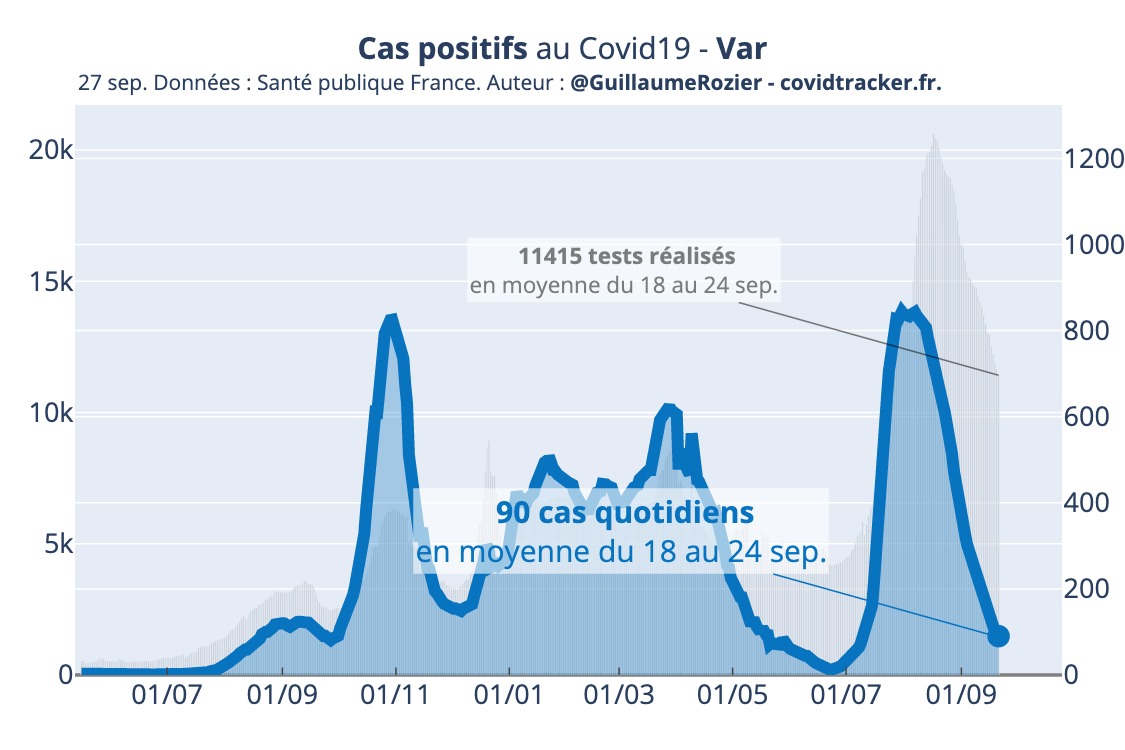 Cas positifs au Covid19 - Var
27 sep. Données : Santé publique France. Auteur : @GuillaumeRozier - covidtracker.fr.
20k
15k
10k
5k
0
1200
1000
800
600
400
200
0
11415 tests réalisés
en moyenne du 18 au 24 sep.
90 cas quotidiens
en moyenne du 18 au 24 sep.
01/07 01/09 01/11 01/01 01/03 01/05 01/07 01/09